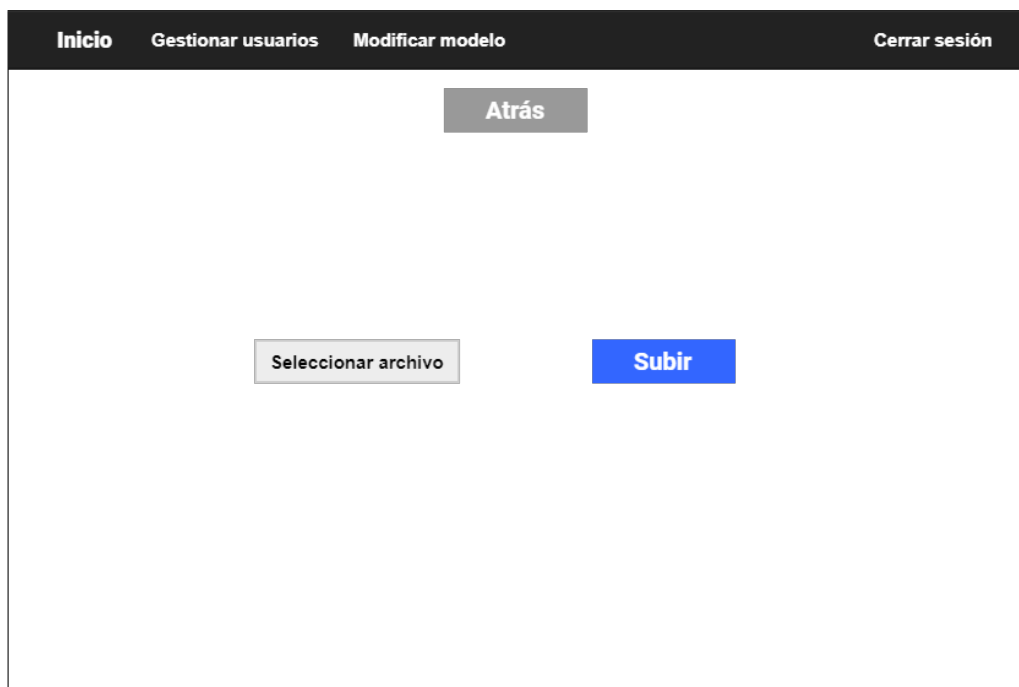 Inicio Gestionar usuarios Modificar modelo Cerrar sesión
Atrás
Seleccionar archivo Subir